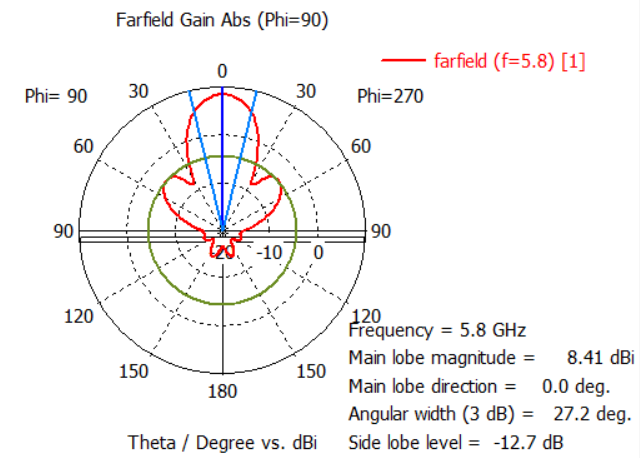 Farfield Gain Abs (Phi=90)
farfield (f=5.8) [1]
0
Phi= 90
30
30
Phi=270
60
60
90
90
-20
-10
0
120
120
150
150
180
Frequency = 5.8 GHz
Main lobe magnitude = 8.41 dBi
Main lobe direction = 0.0 deg.
Angular width (3 dB) = 27.2 deg.
Side lobe level = -12.7 dB
Theta / Degree vs. dBi